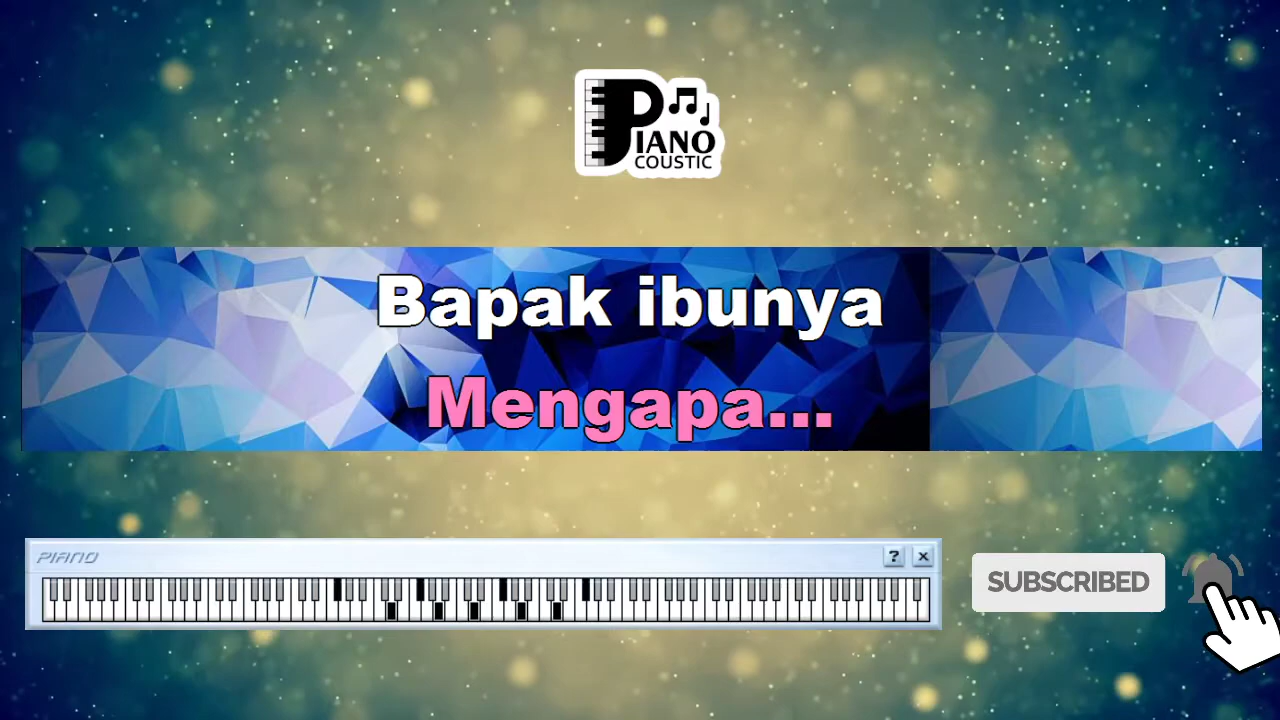 PIANO
COUSTIC
Bapak ibunya
Mengapa...
PIANO
? ×
SUBSCRIBED